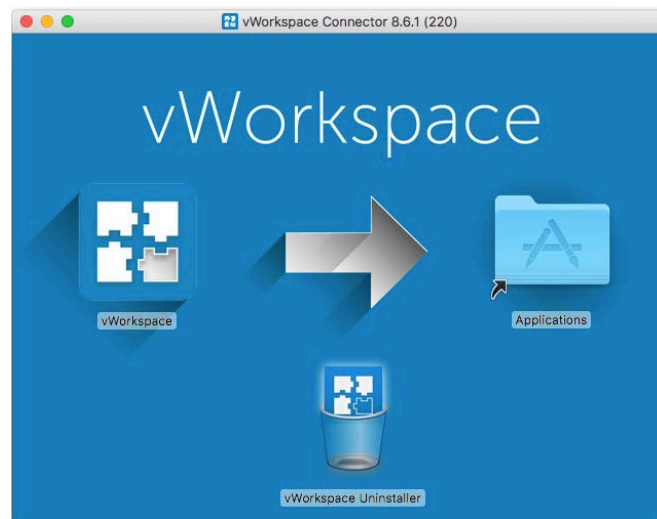 vWorkspace Connector 8.6.1 (220)
vWorkspace
vWorkspace
Applications
vWorkspace Uninstaller